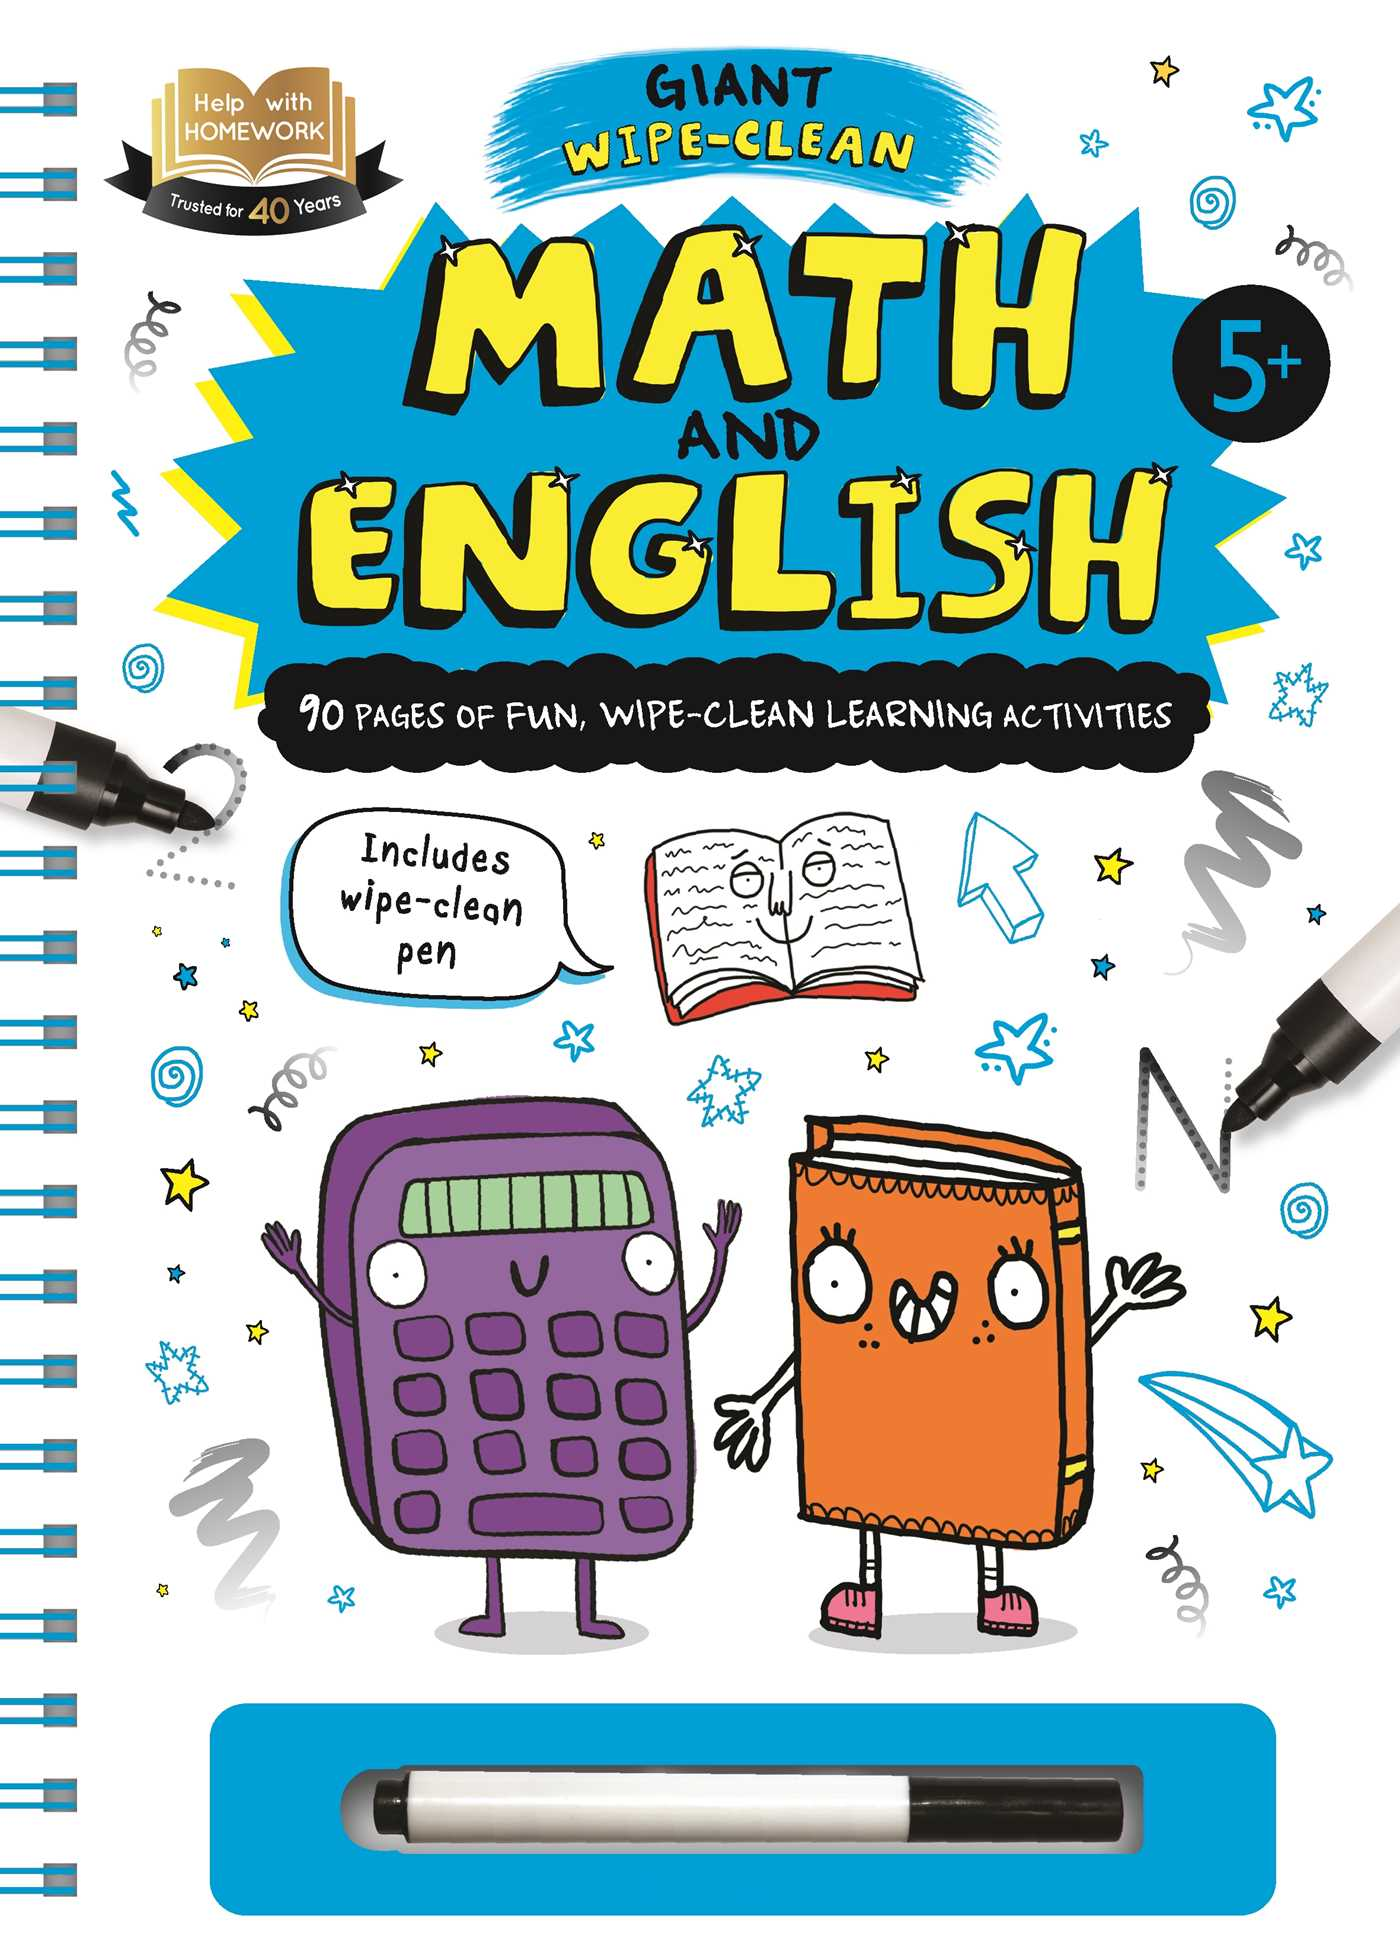 Help with
HOMEWORK
Trusted for 40 Years
GIANT
WIPE-CLEAN
MATH
AND
ENGLISH
5+
90 PAGES OF FUN, WIPE-CLEAN LEARNING ACTIVITIES
2
Includes
wipe-clean
pen
N